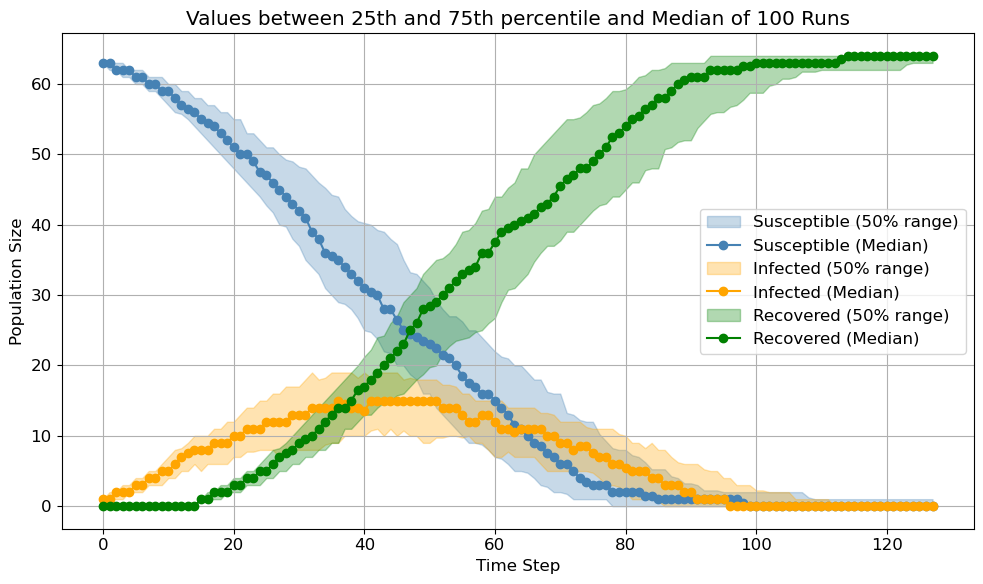 Values between 25th and 75th percentile and Median of 100 Runs
Population Size
60
50
40
30
20
10
0
Susceptible (50% range)
Susceptible (Median)
Infected (50% range)
Infected (Median)
Recovered (50% range)
Recovered (Median)
0 20 40 60 80 100 120
Time Step